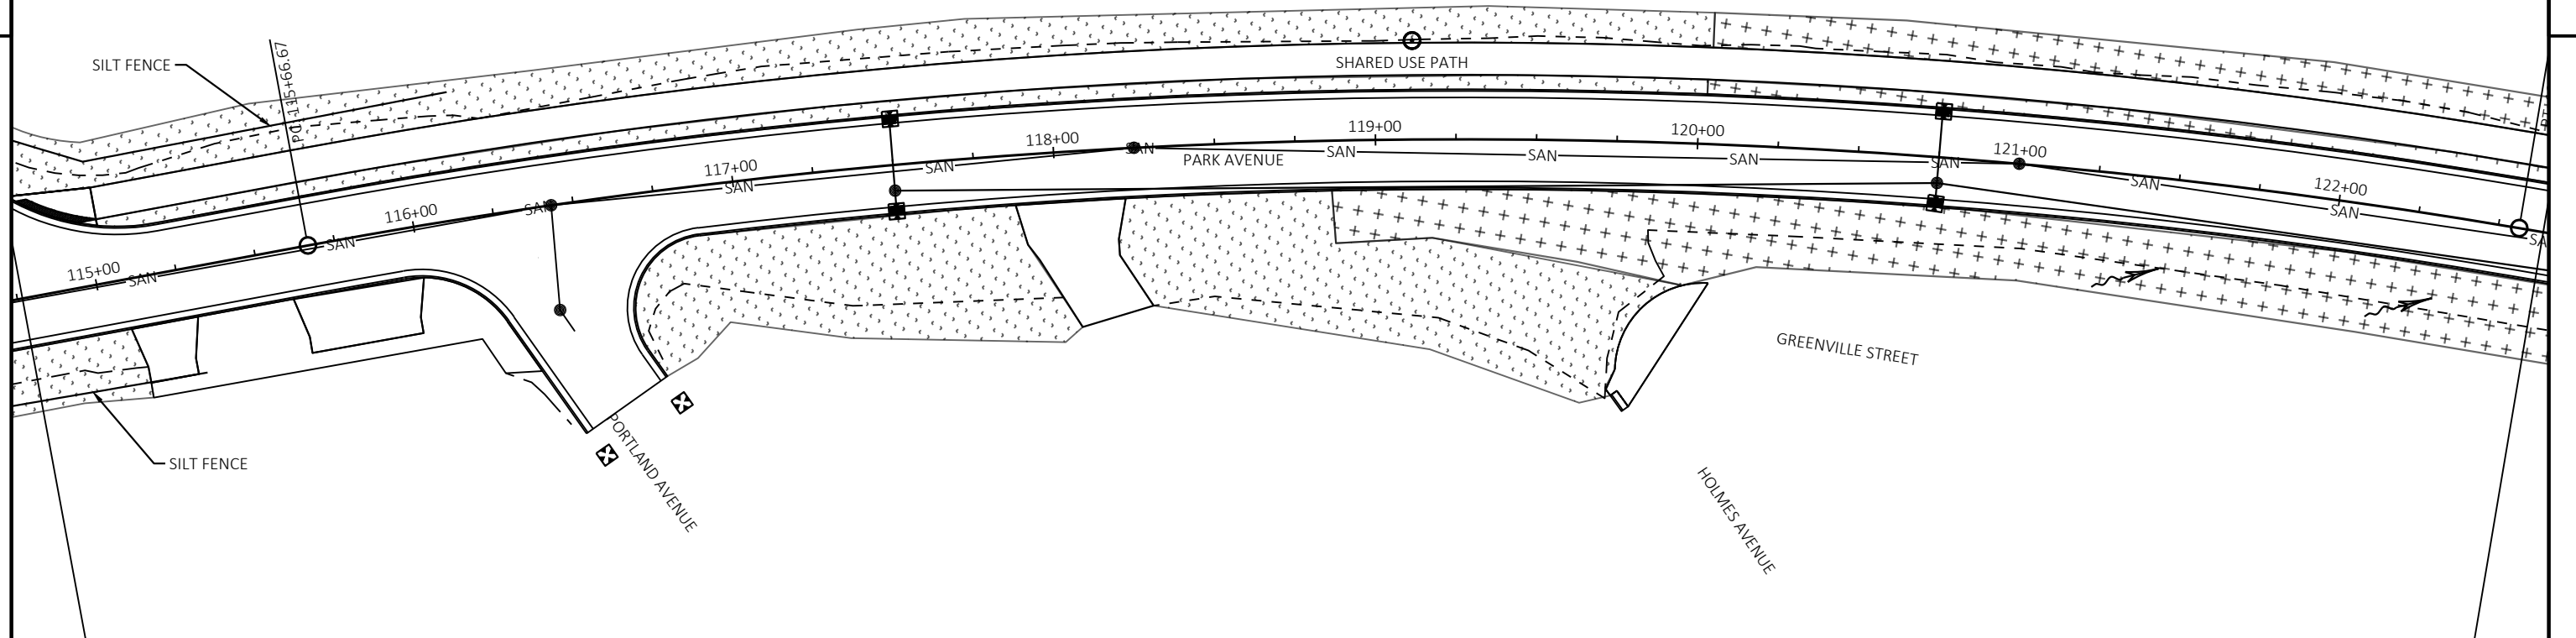 SILT FENCE
PC: 115+66.67
SHARED USE PATH
115+00
116+00
117+00
118+00
119+00
120+00
121+00
122+00
SAN
SAN
SAN
SAN
SAN
SAN
SAN
SAN
SAN
SAN
SAN
SAN
SA
PARK AVENUE
GREENVILLE STREET
SILT FENCE
PORTLAND AVENUE
HOLMES AVENUE